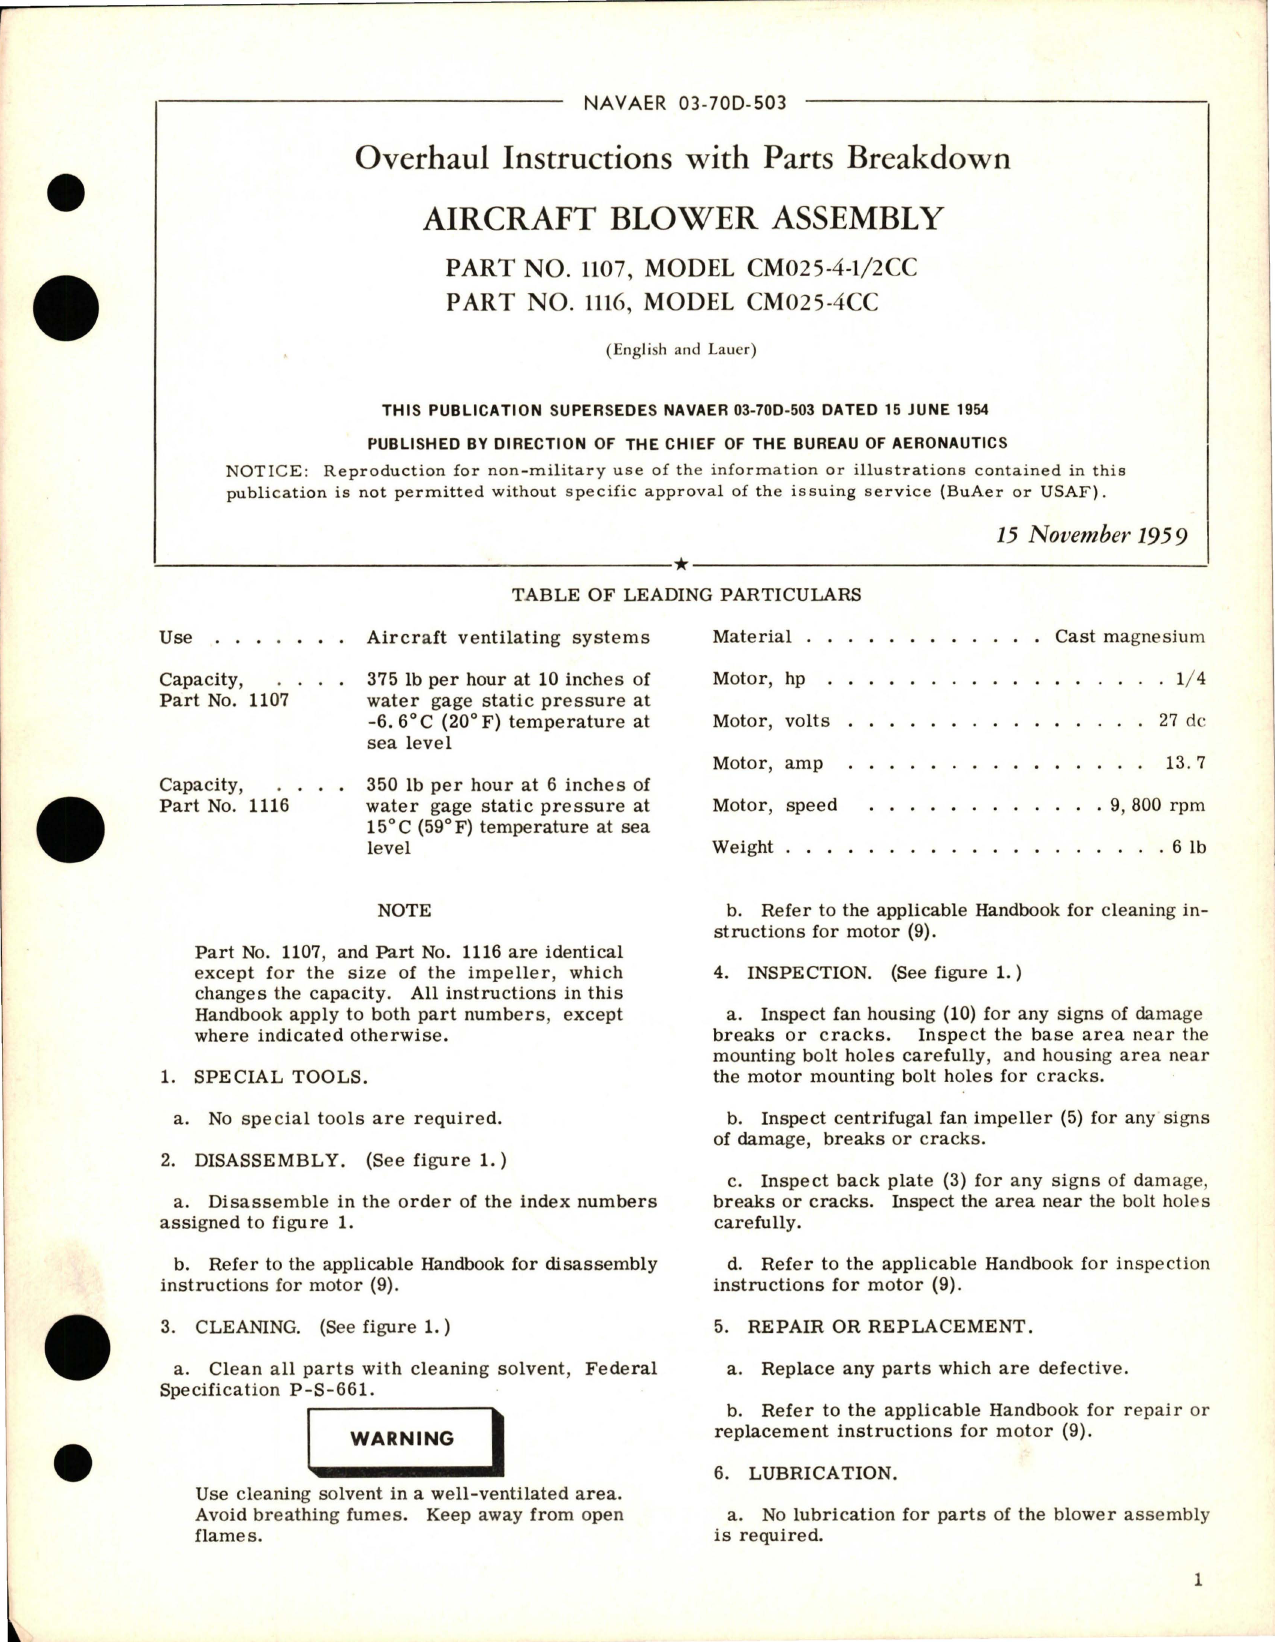 NAVAER 03-70D-503
Overhaul Instructions with Parts Breakdown
AIRCRAFT BLOWER ASSEMBLY
PART NO. 1107, MODEL CM025-4-1/2CC
PART NO. 1116, MODEL CM025-4CC
(English and Lauer)
THIS PUBLICATION SUPERSEDES NAVAER 03-70D-503 DATED 15 JUNE 1954
PUBLISHED BY DIRECTION OF THE CHIEF OF THE BUREAU OF AERONAUTICS
NOTICE: Reproduction for non-military use of the information or illustrations contained in this
publication is not permitted without specific approval of the issuing service (BuAer or USAF).
15 November 1959
TABLE OF LEADING PARTICULARS
Use . . . . . . . Aircraft ventilating systems
Capacity, . . . . 375 lb per hour at 10 inches of
Part No. 1107 water gage static pressure at
-6.6°C (20°F) temperature at
sea level
Capacity, . . . . 350 lb per hour at 6 inches of
Part No. 1116 water gage static pressure at
15°C (59°F) temperature at sea
level
Material . . . . . . . . . . . . Cast magnesium
Motor, hp . . . . . . . . . . . . . . . . . 1/4
Motor, volts . . . . . . . . . . . . . . . 27 dc
Motor, amp . . . . . . . . . . . . . . . 13.7
Motor, speed . . . . . . . . . . . . 9,800 rpm
Weight . . . . . . . . . . . . . . . . . . . 6 lb
NOTE
Part No. 1107, and Part No. 1116 are identical
except for the size of the impeller, which
changes the capacity. All instructions in this
Handbook apply to both part numbers, except
where indicated otherwise.
1. SPECIAL TOOLS.
a. No special tools are required.
2. DISASSEMBLY. (See figure 1.)
a. Disassemble in the order of the index numbers
assigned to figure 1.
b. Refer to the applicable Handbook for disassembly
instructions for motor (9).
3. CLEANING. (See figure 1.)
a. Clean all parts with cleaning solvent, Federal
Specification P-S-661.
WARNING
Use cleaning solvent in a well-ventilated area.
Avoid breathing fumes. Keep away from open
flames.
b. Refer to the applicable Handbook for cleaning in-
structions for motor (9).
4. INSPECTION. (See figure 1.)
a. Inspect fan housing (10) for any signs of damage
breaks or cracks. Inspect the base area near the
mounting bolt holes carefully, and housing area near
the motor mounting bolt holes for cracks.
b. Inspect centrifugal fan impeller (5) for any signs
of damage, breaks or cracks.
c. Inspect back plate (3) for any signs of damage,
breaks or cracks. Inspect the area near the bolt holes
carefully.
d. Refer to the applicable Handbook for inspection
instructions for motor (9).
5. REPAIR OR REPLACEMENT.
a. Replace any parts which are defective.
b. Refer to the applicable Handbook for repair or
replacement instructions for motor (9).
6. LUBRICATION.
a. No lubrication for parts of the blower assembly
is required.
1